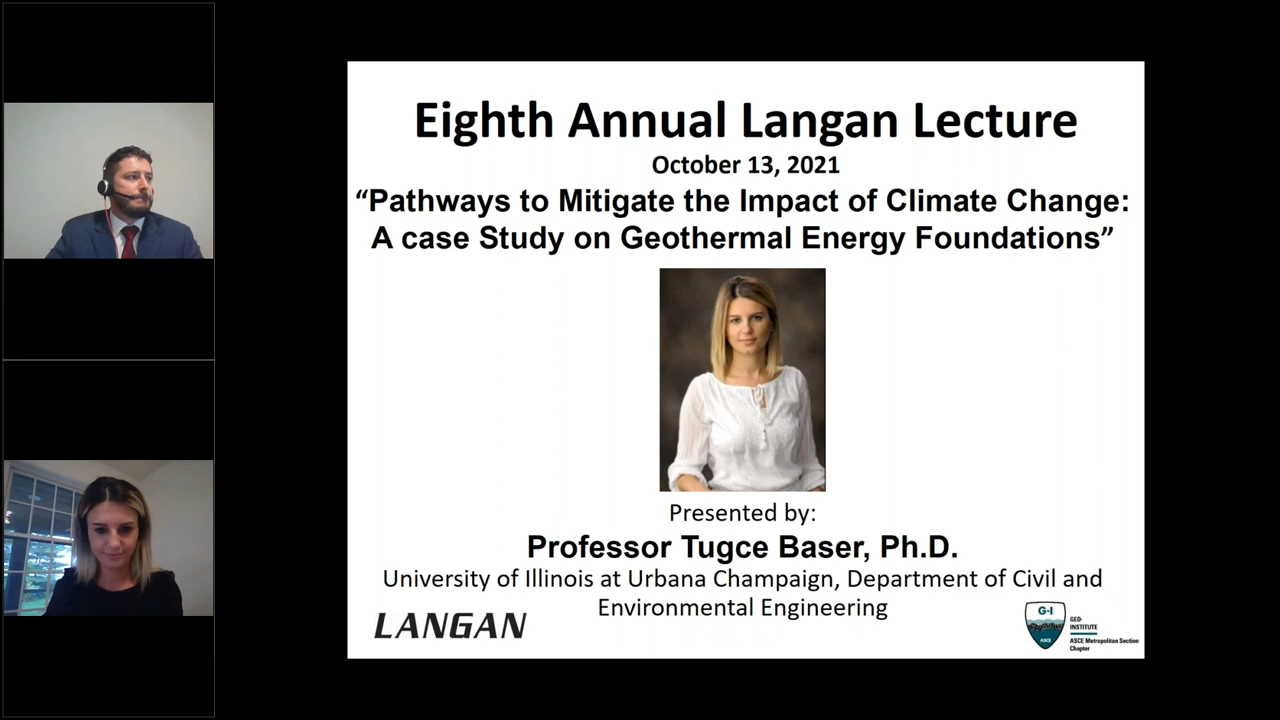 Eighth Annual Langan Lecture
October 13, 2021
“Pathways to Mitigate the Impact of Climate Change:
A case Study on Geothermal Energy Foundations”
Presented by:
Professor Tugce Baser, Ph.D.
University of Illinois at Urbana Champaign, Department of Civil and
Environmental Engineering
LANGAN
G-I
ASCE
GEO-
INSTITUTE
ASCE Metropolitan Section
Chapter